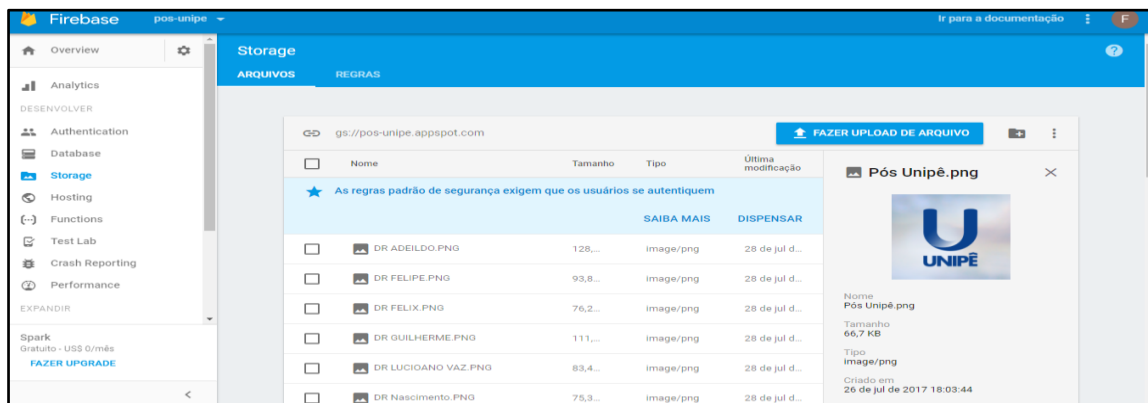 Firebase
pos-unipe
Ir para a documentação
F
Overview
Analytics
DESENVOLVER
Authentication
Database
Storage
Hosting
Functions
Test Lab
Crash Reporting
Performance
EXPANDIR
Spark
Gratuito - US$ 0/mês
FAZER UPGRADE
Storage
ARQUIVOS REGRAS
gs://pos-unipe.appspot.com
FAZER UPLOAD DE ARQUIVO
Nome Tamanho Tipo Última modificação
As regras padrão de segurança exigem que os usuários se autentiquem
SAIBA MAIS DISPENSAR
DR ADEILDO.PNG 128,... image/png 28 de jul d...
DR FELIPE.PNG 93,8... image/png 28 de jul d...
DR FELIX.PNG 76,2... image/png 28 de jul d...
DR GUILHERME.PNG 111,... image/png 28 de jul d...
DR LUCIOANO VAZ.PNG 83,4... image/png 28 de jul d...
DR Nascimento.PNG 75,3... image/png 28 de jul d...
Pós Unipê.png
UNIPÊ
Nome
Pós Unipê.png
Tamanho
66,7 KB
Tipo
image/png
Criado em
26 de jul de 2017 18:03:44